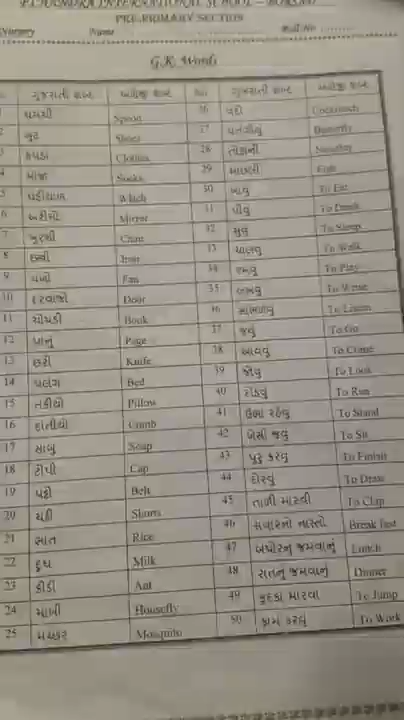 INTERNATIONAL SCHOOL - BORSAD
PRE-PRIMARY SECTION
Nursery Name Roll No
G.K. Words
ગુજરાતી શબ્દ અંગ્રેજી શબ્દ No ગુજરાતી શબ્દ અંગ્રેજી શબ્દ
ચમચી Spoon 26 વંદો Cockroach
2 બુટ Shoes 27 પતંગીયું Butterfly
3 કપડા Clothes 28 તોફાની Naughty
4 મોજા Socks 29 માછલી Fish
5 ઘડીયાળ Watch 30 ખાવુ To Eat
6 અરીસો Mirror 31 પીવુ To Drink
7 ખુરશી Chair 32 સુવુ To Sleep
8 ઇસ્ત્રી Iron 33 ચાલવુ To Walk
9 પંખો Fan 34 રમવુ To Play
10 દરવાજો Door 35 લખવુ To Write
11 ચોપડી Book 36 સાંભળવુ To Listen
12 પાનુ Page 37 જવુ To Go
13 છરી Knife 38 આવવુ To Come
14 પલંગ Bed 39 જોવુ To Look
15 તકીયો Pillow 40 દોડવુ To Run
16 દાંતીયો Comb 41 ઉભા રહેવુ To Stand
17 સાબુ Soap 42 બેસી જવુ To Sit
18 ટોપી Cap 43 પુરુ કરવુ To Finish
19 પટ્ટો Belt 44 દોરવુ To Draw
20 ચડ્ડી Shorts 45 તાળી મારવી To Clap
21 ભાત Rice 46 સવારનો નાસ્તો Break fast
22 દુધ Milk 47 બપોરનુ જમવાનું Lunch
23 કીડી Ant 48 રાતનુ જમવાનુ Dinner
24 માખી Housefly 49 કુદકા મારવા To Jump
25 મચ્છર Mosquito 50 કામ કરવુ To Work